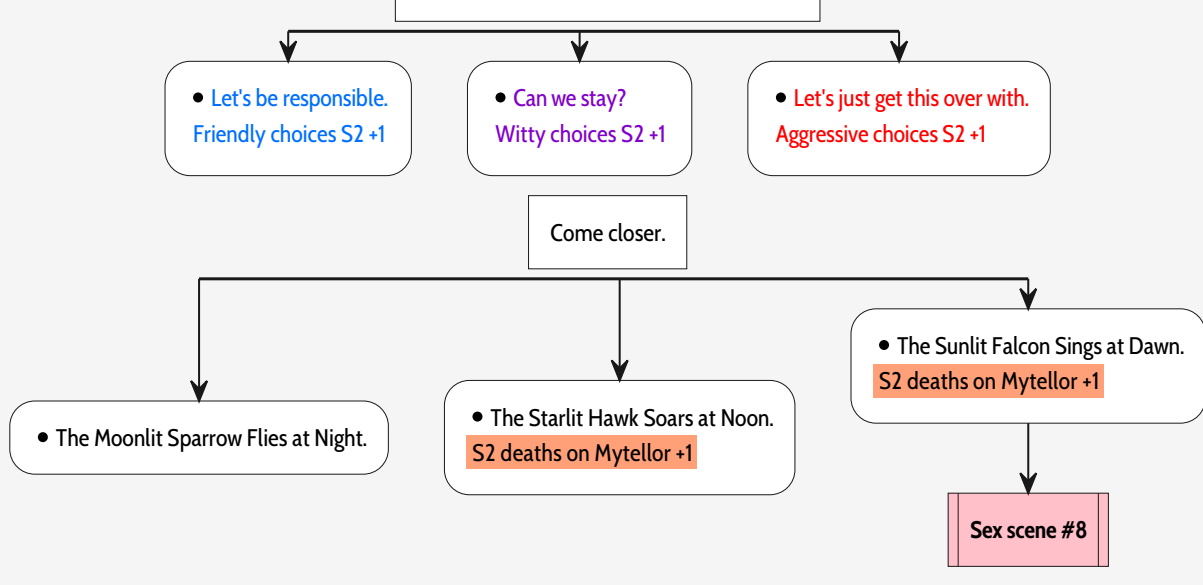 • Let's be responsible.
Friendly choices S2 +1
• Can we stay?
Witty choices S2 +1
• Let's just get this over with.
Aggressive choices S2 +1
Come closer.
• The Moonlit Sparrow Flies at Night.
• The Starlit Hawk Soars at Noon.
S2 deaths on Mytellor +1
• The Sunlit Falcon Sings at Dawn.
S2 deaths on Mytellor +1
Sex scene #8